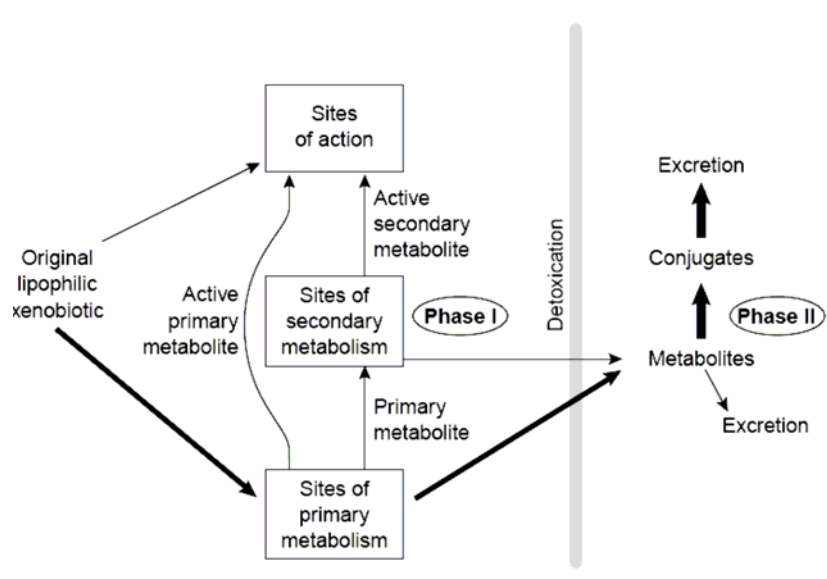 Sites
of action
Original
lipophilic
xenobiotic
Active
secondary
metabolite
Active
primary
metabolite
Sites of
secondary
metabolism
Phase I
Primary
metabolite
Sites of
primary
metabolism
Detoxication
Excretion
Conjugates
Phase II
Metabolites
Excretion